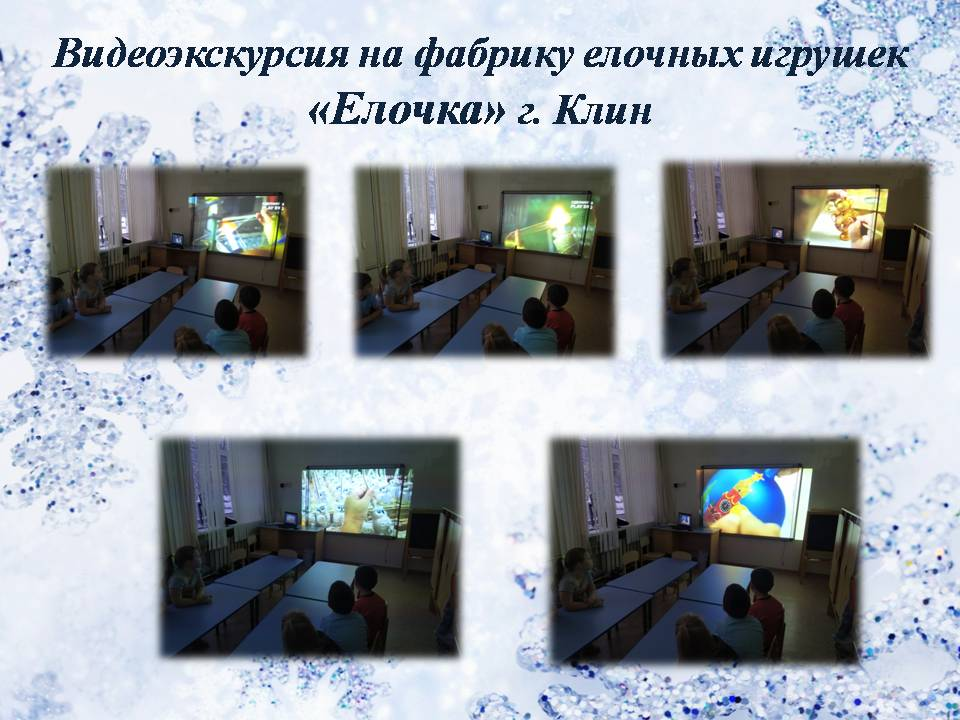 Видеоэкскурсия на фабрику елочных игрушек
«Елочка» г. Клин